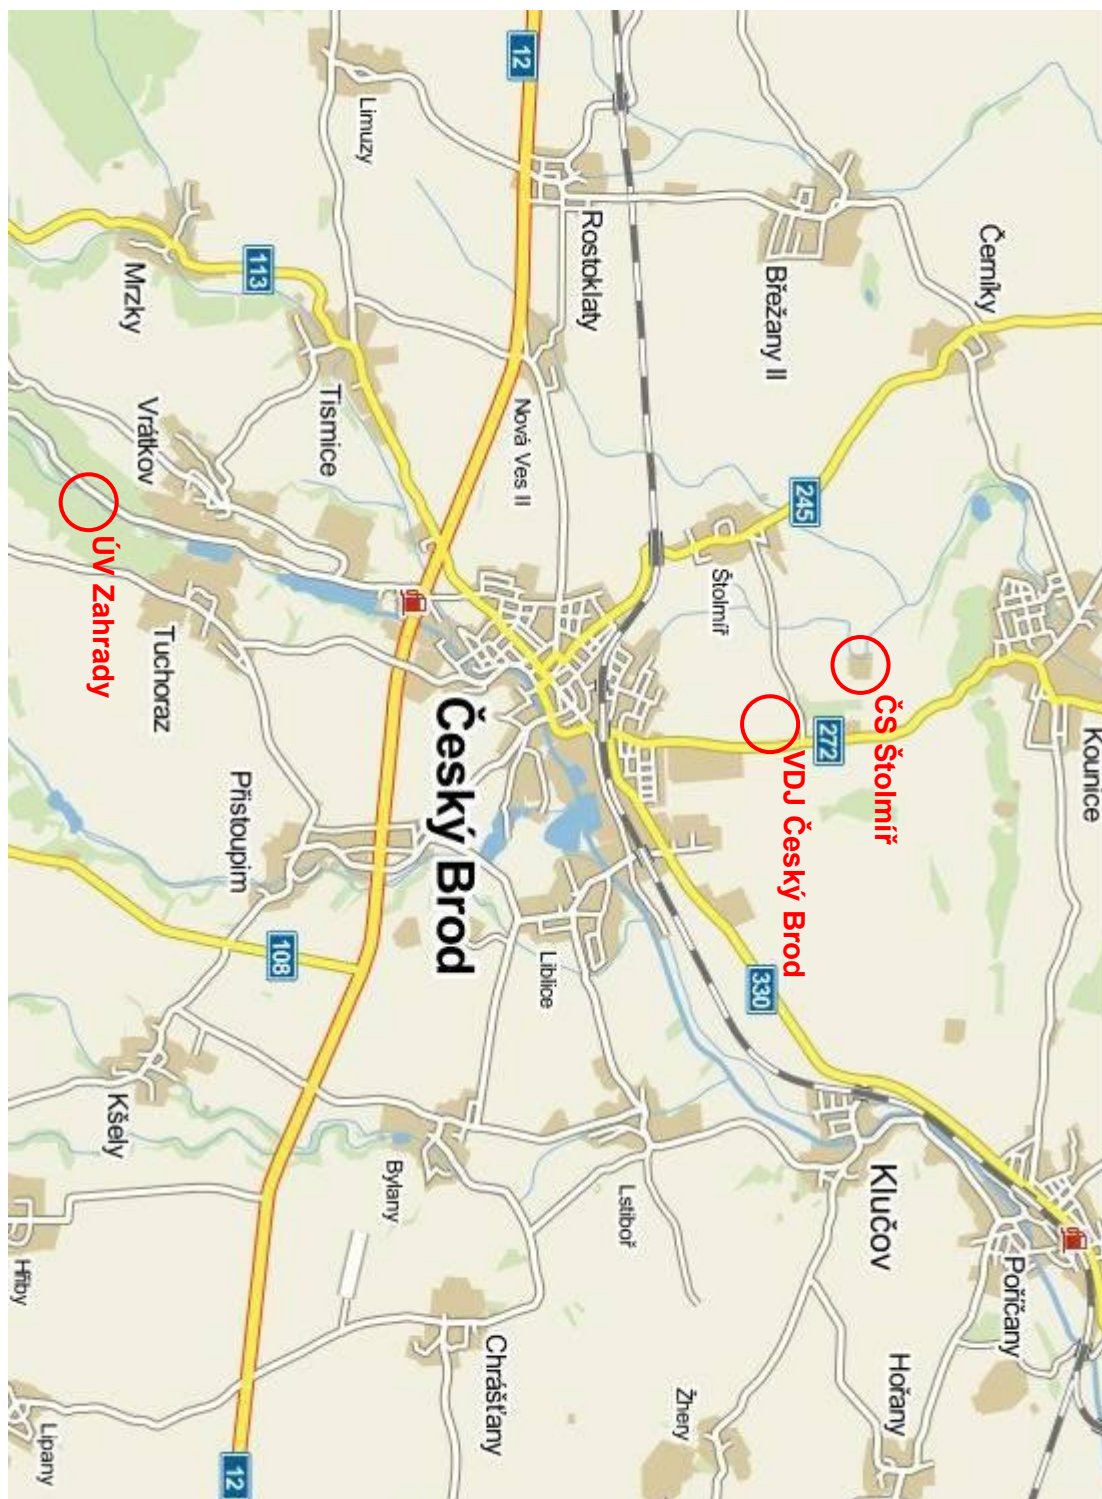 Kounice
Poříčany
Černíky
Hořany
ČS Štolmíř
Klučov
272
245
VDJ Český Brod
Břežany II
330
Štolmíř
Žhery
Lstiboř
Rostoklaty
Liblice
12
Nová Ves II
Chrášťany
Český Brod
Bylany
Limuzy
Tismice
108
113
Přistoupim
12
Tuchoraz
Vrátkov
Mrzky
Kšely
ÚV Zahrady
Lipany
Hřiby